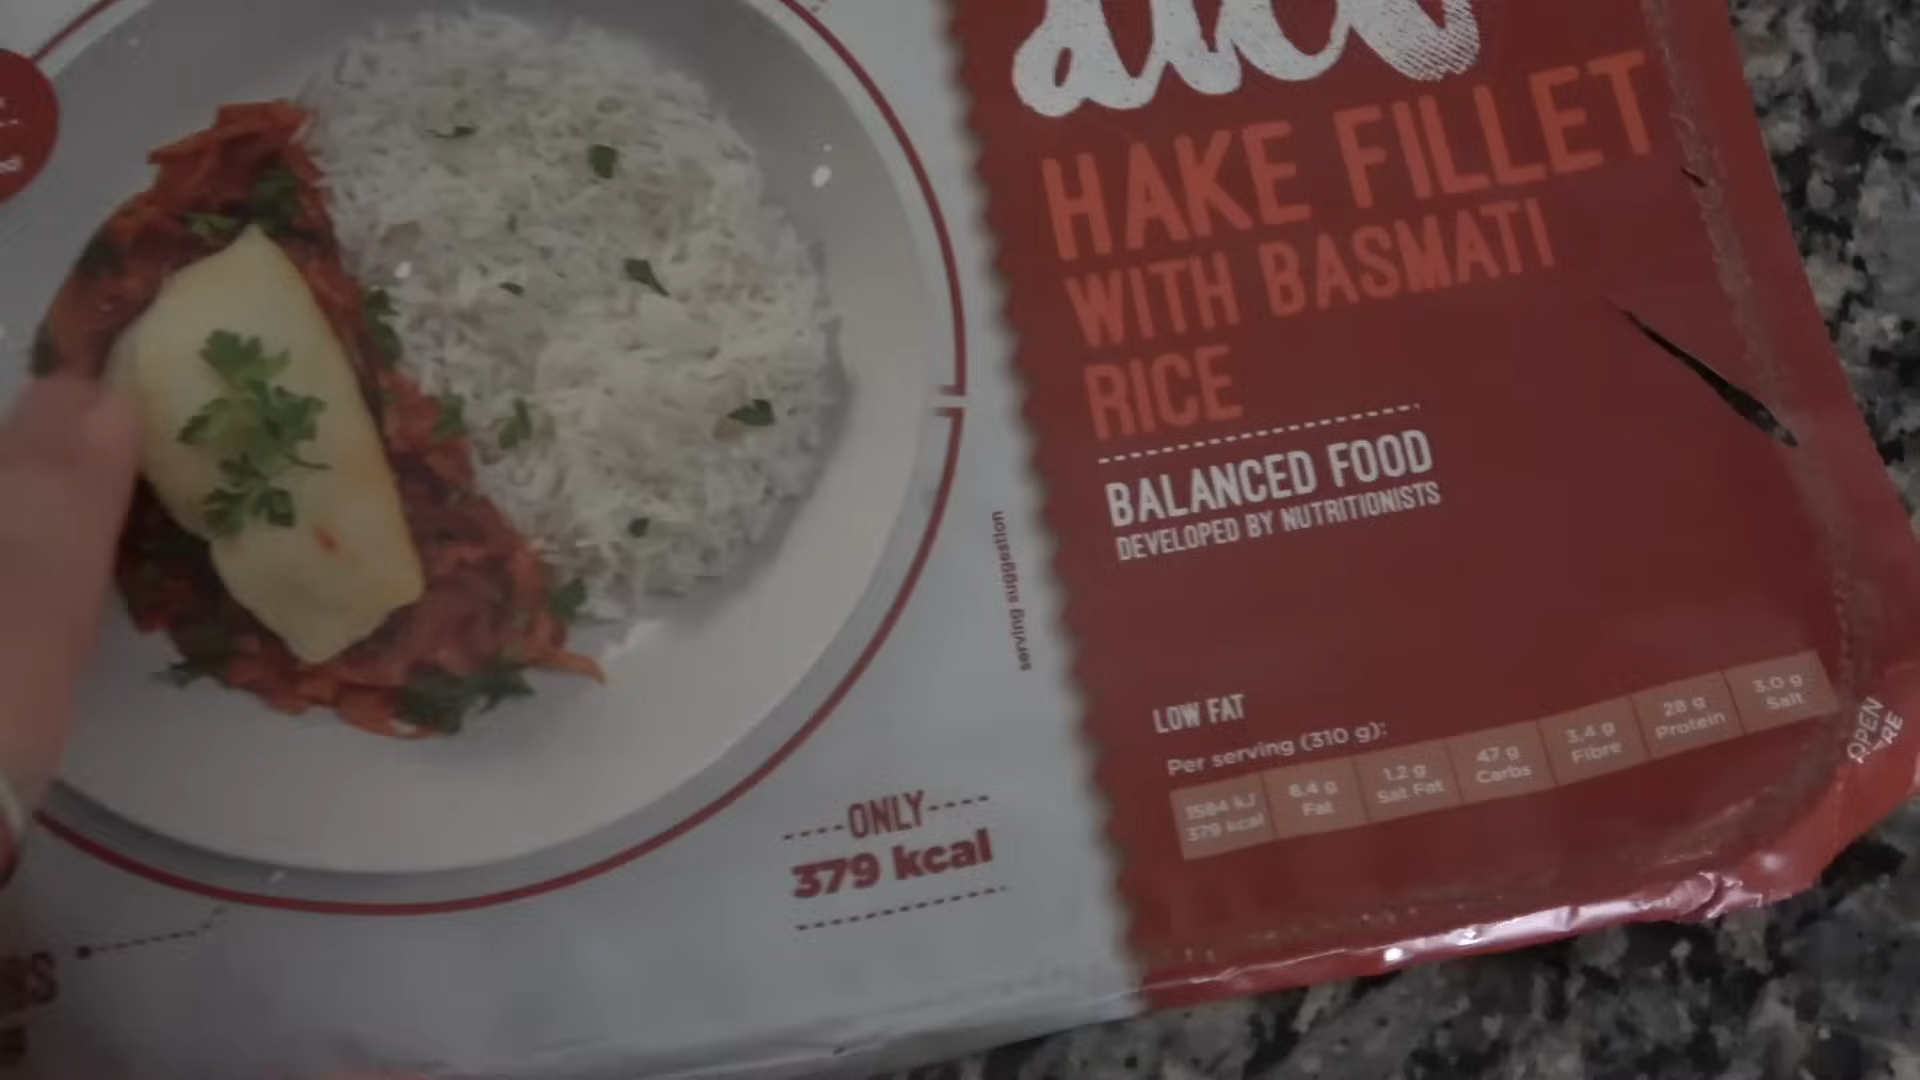 HAKE FILLET
WITH BASMATI
RICE
BALANCED FOOD
DEVELOPED BY NUTRITIONISTS
serving suggestion
LOW FAT
Per serving (310 g):
1584 kJ
379 kcal
6.4 g
Fat
1.2 g
Sat Fat
47 g
Carbs
3.4 g
Fibre
28 g
Protein
3.0 g
Salt
OPEN
ONLY
379 kcal